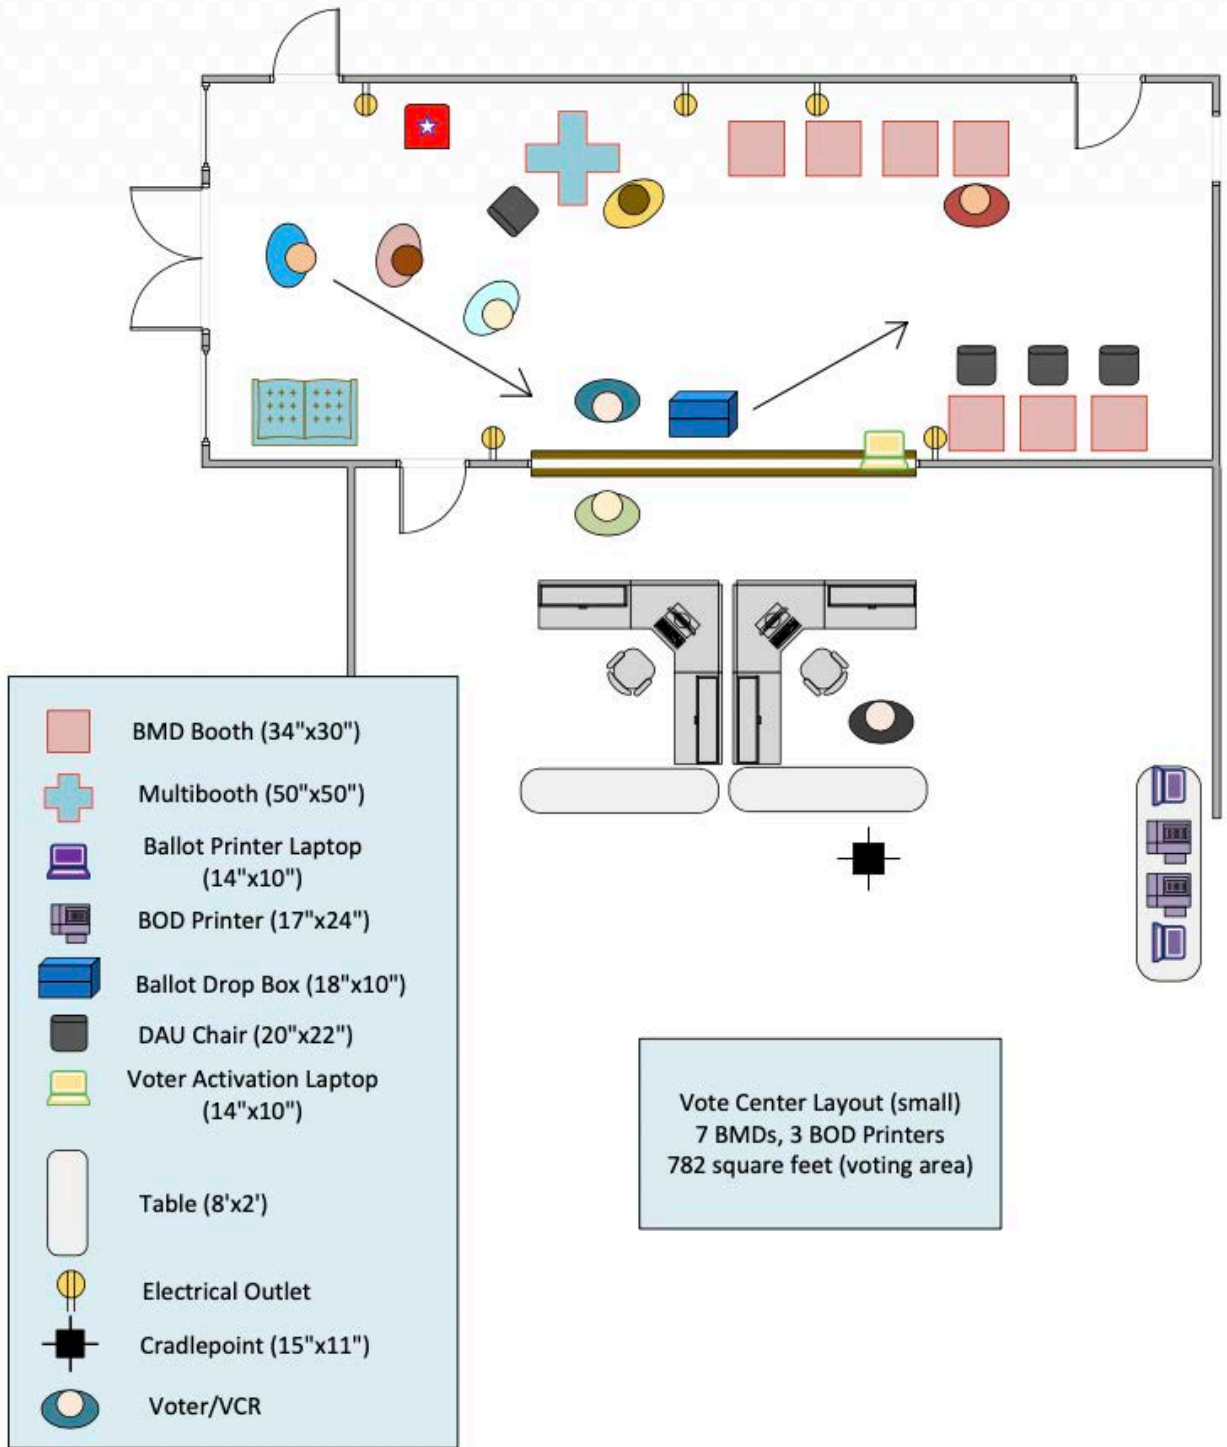 BMD Booth (34"x30")
Multibooth (50"x50")
Ballot Printer Laptop
(14"x10")
BOD Printer (17"x24")
Ballot Drop Box (18"x10")
DAU Chair (20"x22")
Voter Activation Laptop
(14"x10")
Table (8'x2')
Electrical Outlet
Cradlepoint (15"x11")
Voter/VCR
Vote Center Layout (small)
7 BMDs, 3 BOD Printers
782 square feet (voting area)